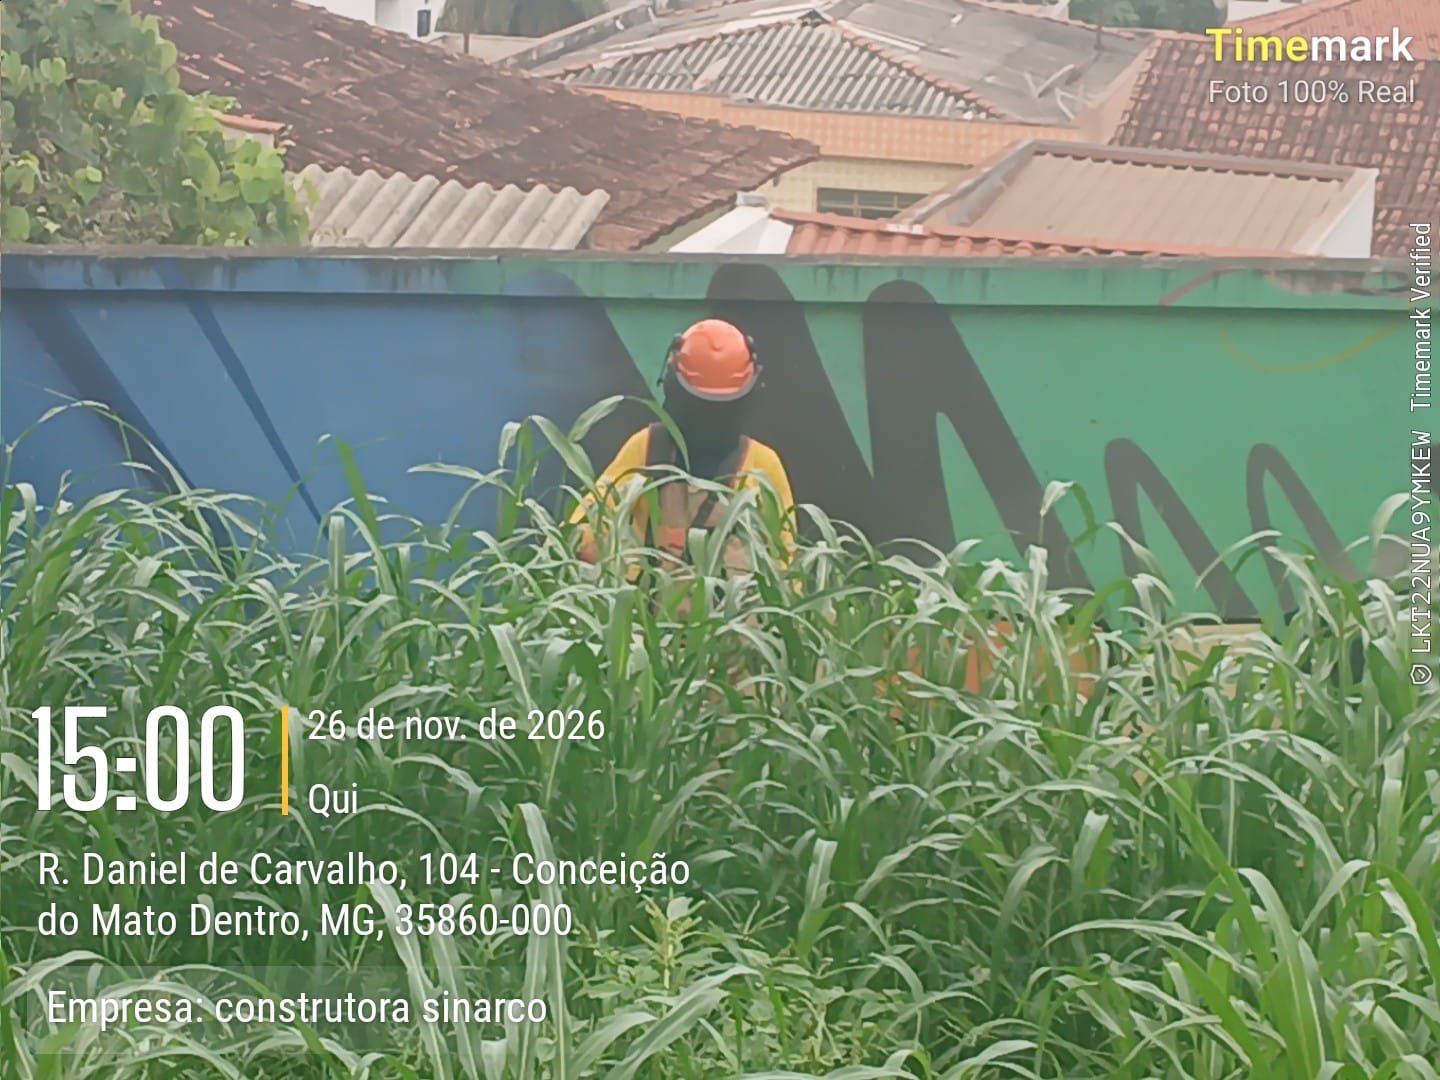 Timemark
Foto 100% Real
LKT22NUA9YMKEW Timemark Verified
15:00
26 de nov. de 2026
Qui
R. Daniel de Carvalho, 104 - Conceição
do Mato Dentro, MG, 35860-000
Empresa: construtora sinarco